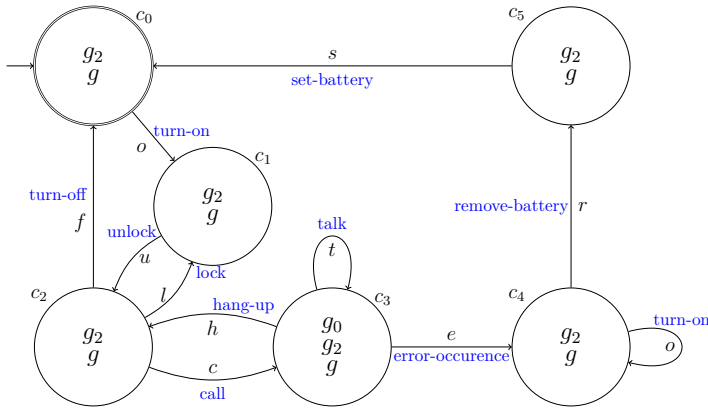 c0
c5
g2
g
s
g2
g
set-battery
turn-on
o
c1
g2
g
turn-off
f
remove-battery
r
unlock
u
talk
t
lock
l
c2
c3
c4
hang-up
h
g2
g
g0
g2
g
e
error-occurence
g2
g
turn-on
o
c
call